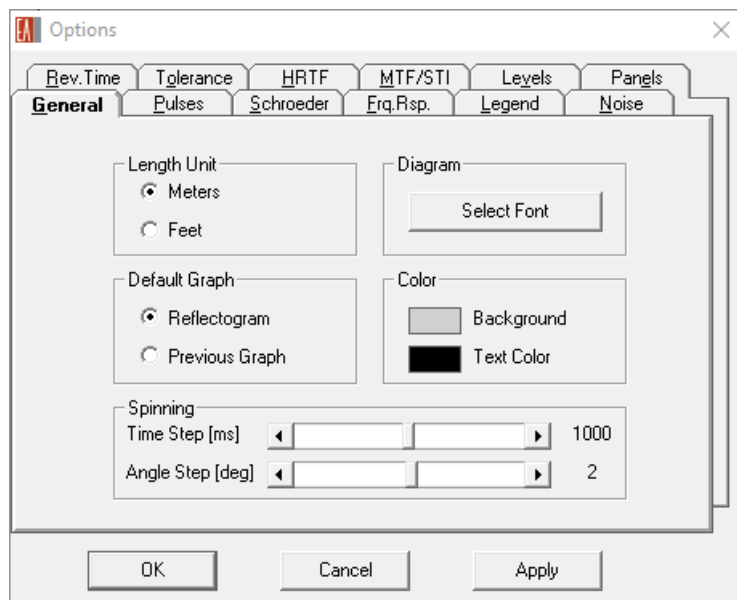 EA Options
Rev.Time Tolerance HRTF MTF/STI Levels Panels
General Pulses Schroeder Frq.Rsp. Legend Noise
Length Unit
Meters
Feet
Diagram
Select Font
Default Graph
Reflectogram
Previous Graph
Color
Background
Text Color
Spinning
Time Step [ms] 1000
Angle Step [deg] 2
OK Cancel Apply